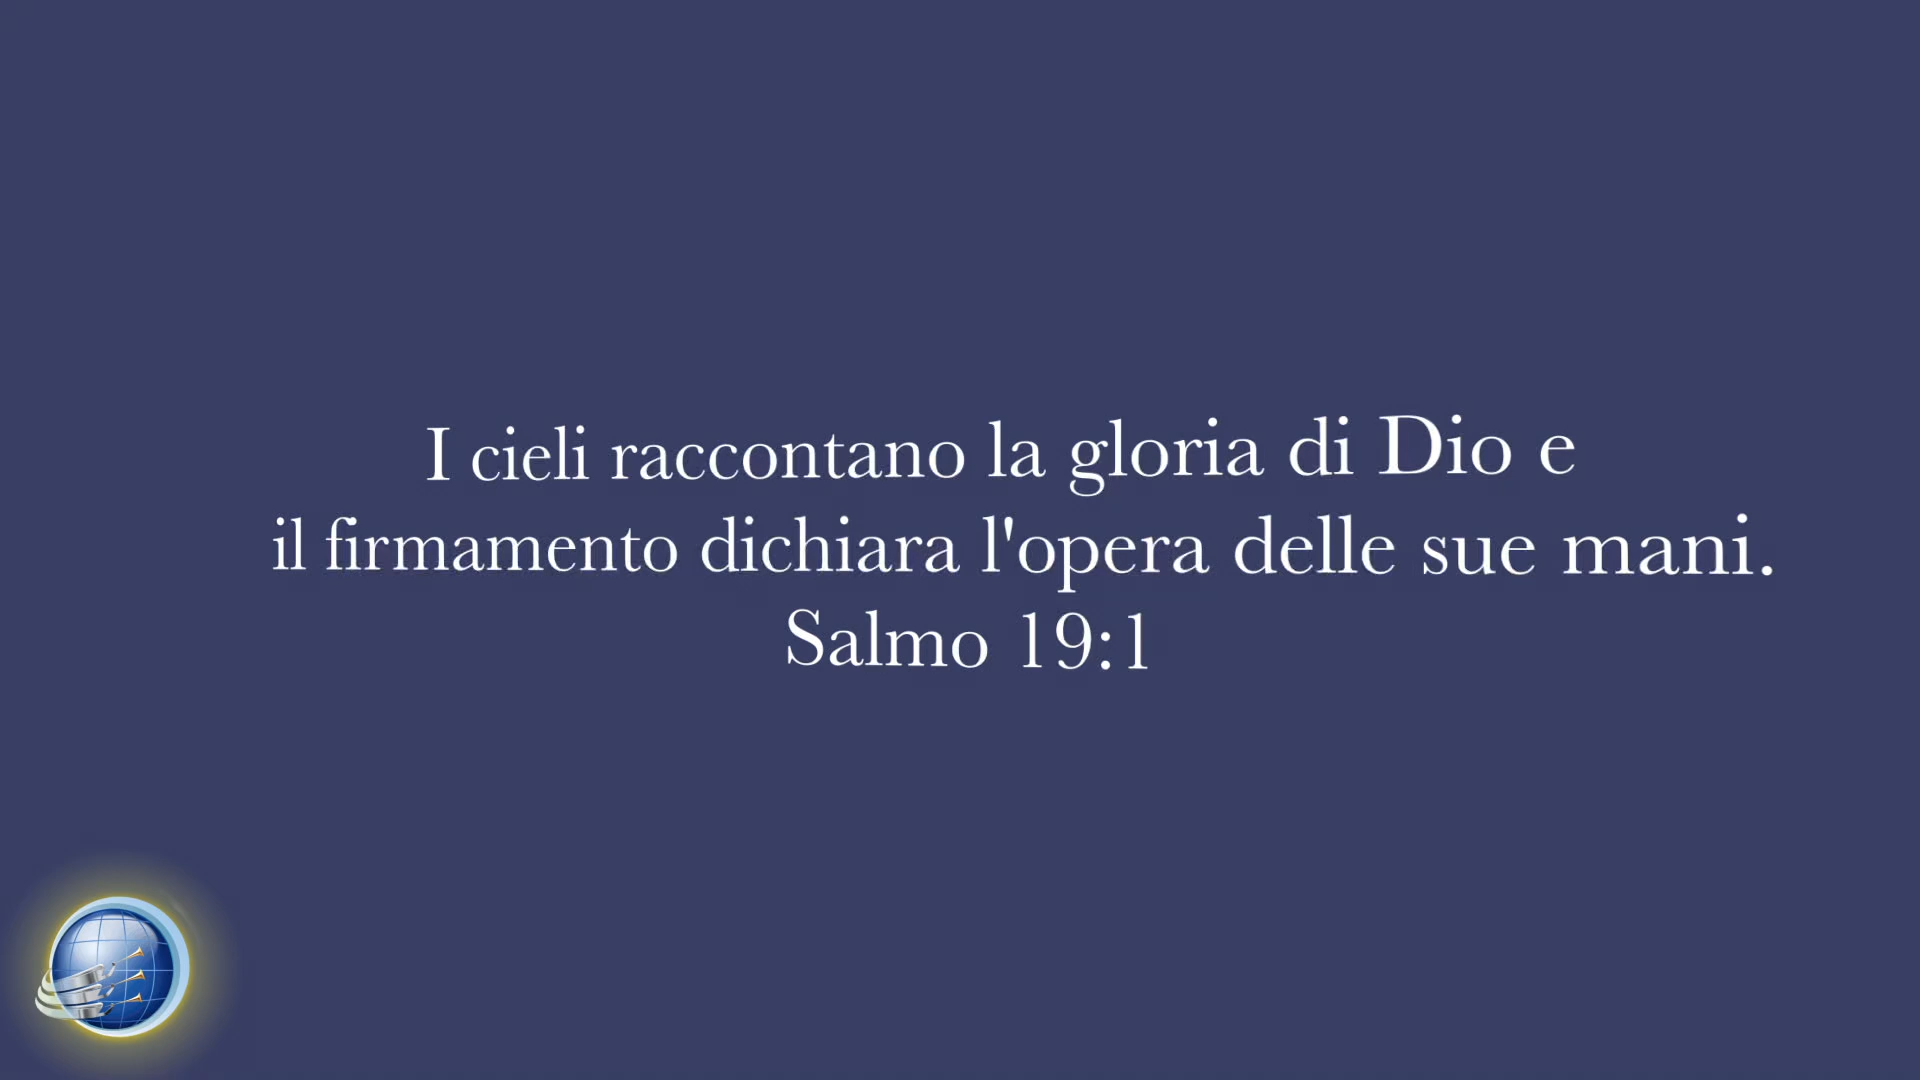 I cieli raccontano la gloria di Dio e
il firmamento dichiara l'opera delle sue mani.
Salmo 19:1